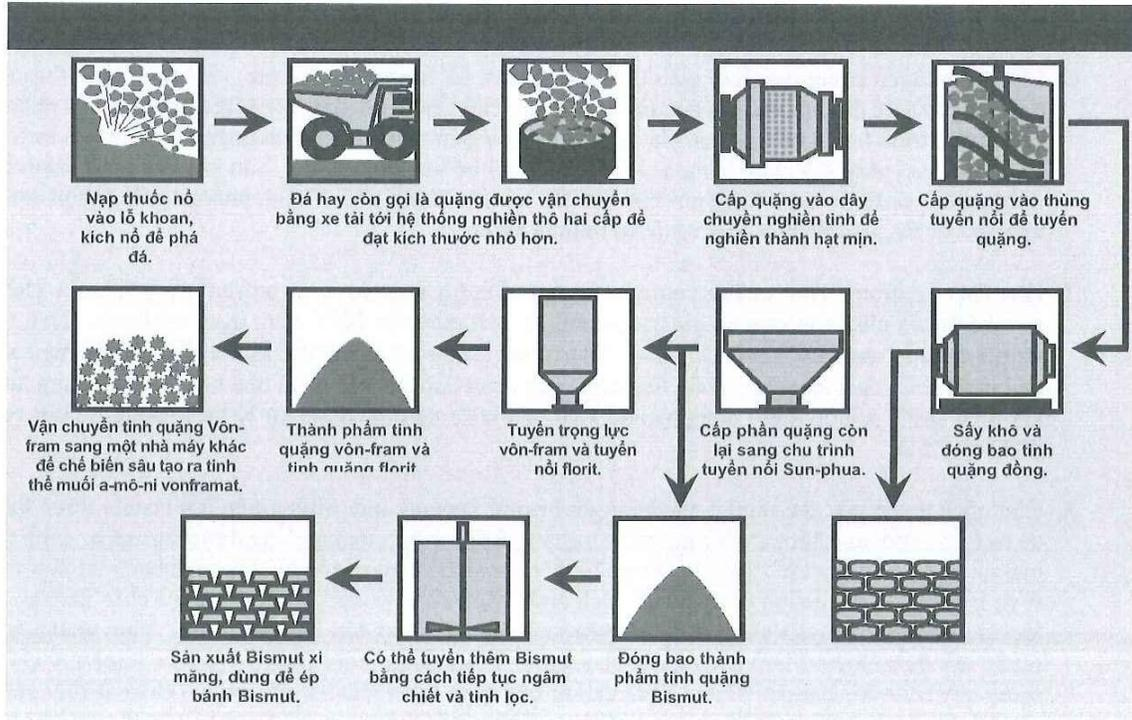 Nạp thuốc nổ
vào lỗ khoan,
kích nổ để phá
đá.
Đá hay còn gọi là quặng được vận chuyển
bằng xe tải tới hệ thống nghiền thô hai cấp để
đạt kích thước nhỏ hơn.
Cấp quặng vào dây
chuyền nghiền tinh để
nghiền thành hạt mịn.
Cấp quặng vào thùng
tuyển nổi để tuyển
quặng.
Vận chuyển tinh quặng Vôn-
fram sang một nhà máy khác
để chế biến sâu tạo ra tinh
thể muối a-mô-ni vonframat.
Thành phẩm tinh
quặng vôn-fram và
tinh quặng florit
Tuyển trọng lực
vôn-fram và tuyển
nổi florit.
Cấp phần quặng còn
lại sang chu trình
tuyển nổi Sun-phua.
Sấy khô và
đóng bao tinh
quặng đồng.
Sản xuất Bismut xi
măng, dùng để ép
bánh Bismut.
Có thể tuyển thêm Bismut
bằng cách tiếp tục ngâm
chiết và tinh lọc.
Đóng bao thành
phẩm tinh quặng
Bismut.